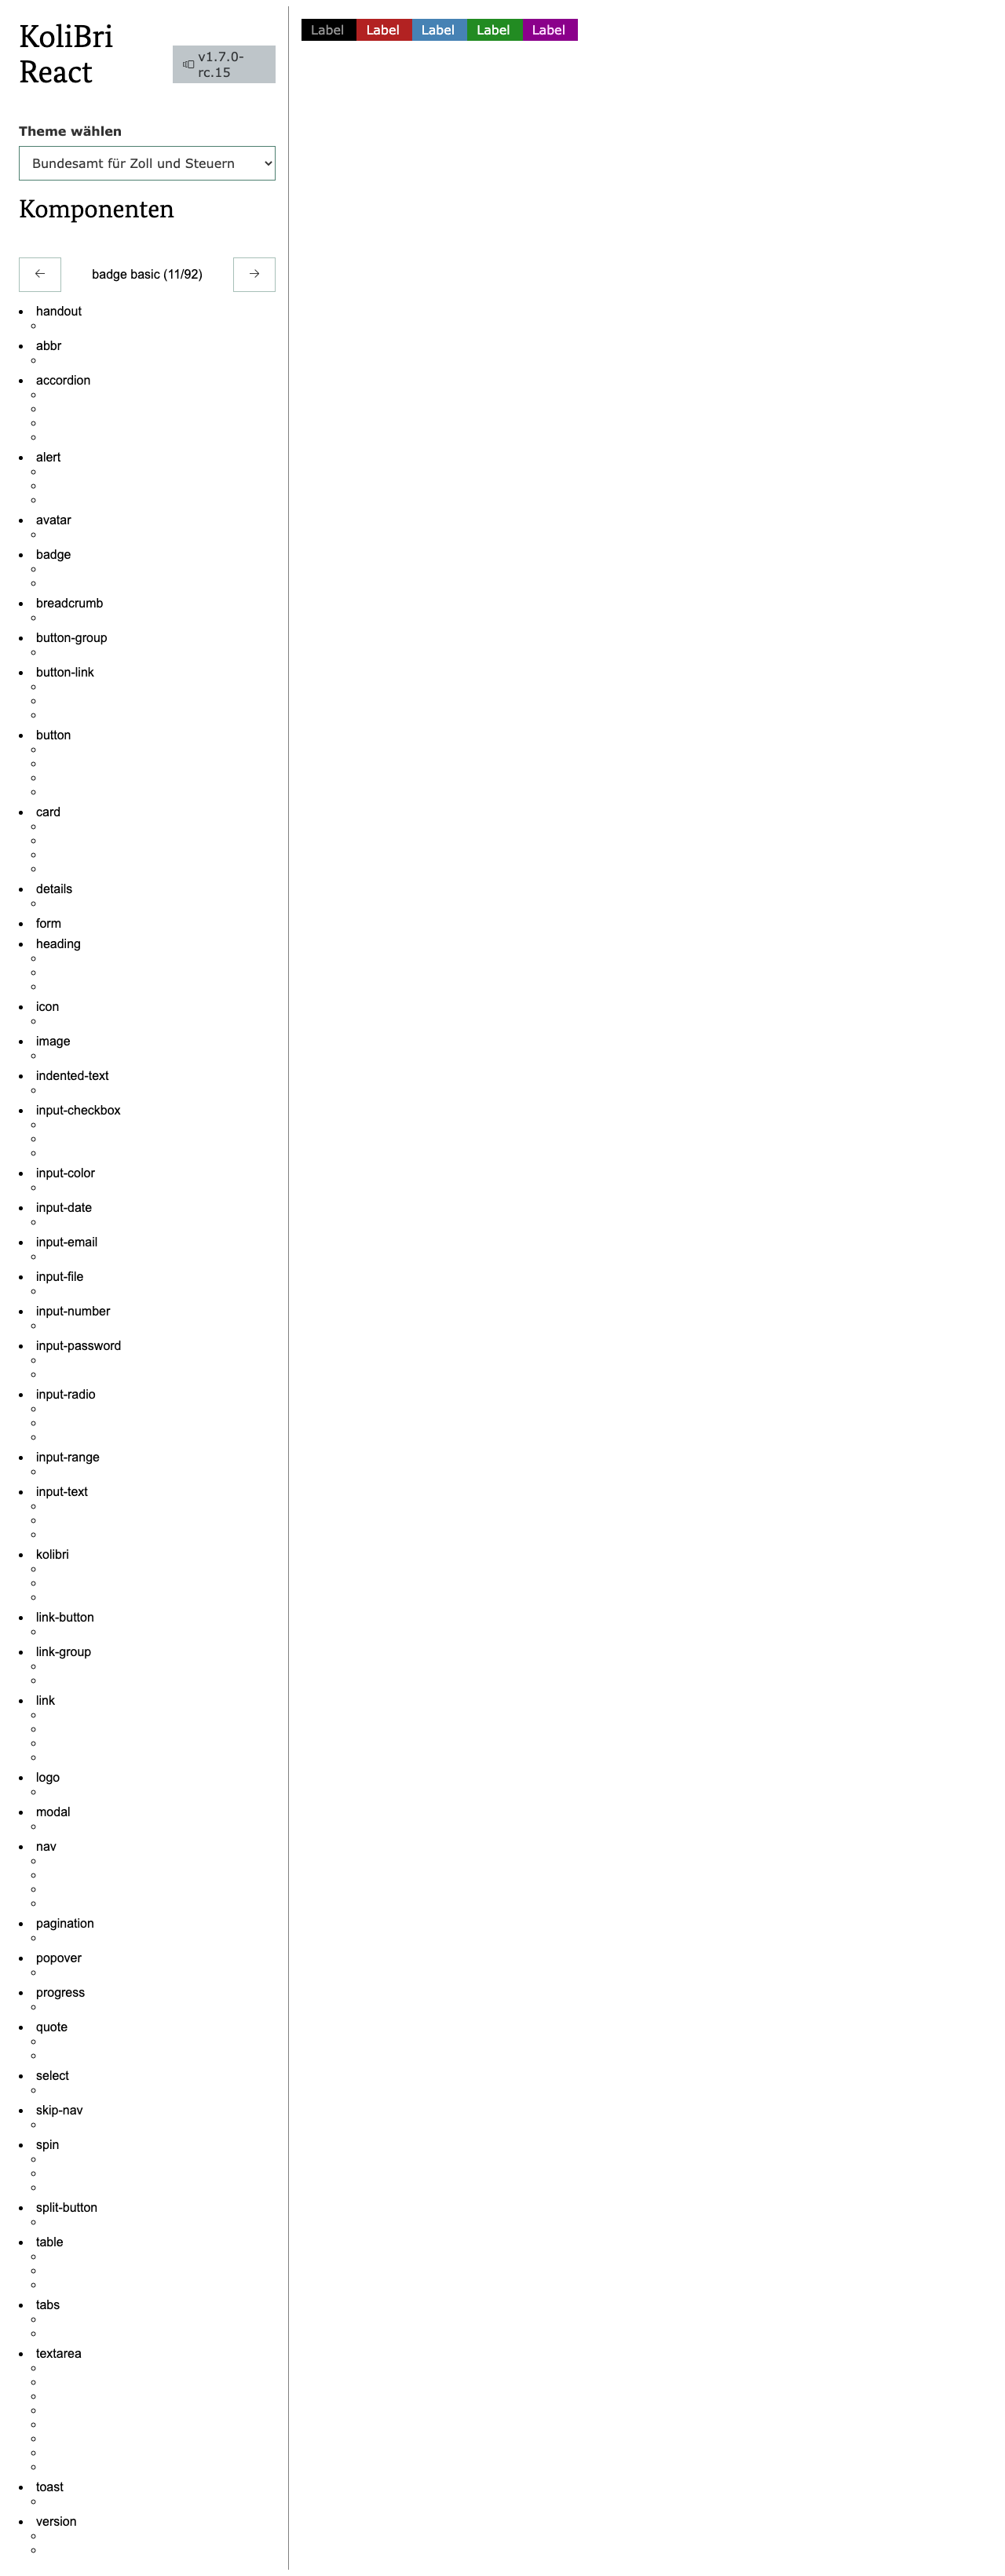 KoliBri
React
v1.7.0-
rc.15
Theme wählen
Bundesamt für Zoll und Steuern
Komponenten
← badge basic (11/92) →
handout
abbr
accordion
alert
avatar
badge
breadcrumb
button-group
button-link
button
card
details
form
heading
icon
image
indented-text
input-checkbox
input-color
input-date
input-email
input-file
input-number
input-password
input-radio
input-range
input-text
kolibri
link-button
link-group
link
logo
modal
nav
pagination
popover
progress
quote
select
skip-nav
spin
split-button
table
tabs
textarea
toast
version
Label Label Label Label Label